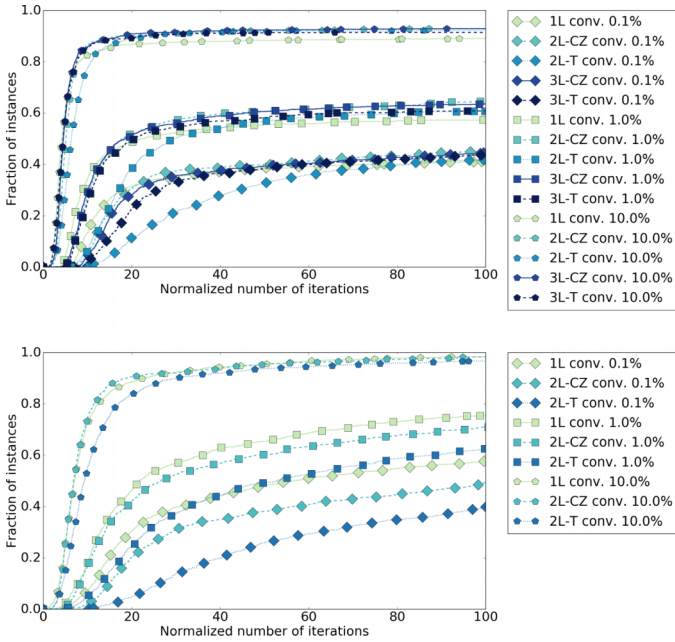 1.0
0.8
0.6
0.4
0.2
0.0
Fraction of instances
0 20 40 60 80 100
Normalized number of iterations
1L conv. 0.1%
2L-CZ conv. 0.1%
2L-T conv. 0.1%
3L-CZ conv. 0.1%
3L-T conv. 0.1%
1L conv. 1.0%
2L-CZ conv. 1.0%
2L-T conv. 1.0%
3L-CZ conv. 1.0%
3L-T conv. 1.0%
1L conv. 10.0%
2L-CZ conv. 10.0%
2L-T conv. 10.0%
3L-CZ conv. 10.0%
3L-T conv. 10.0%
1.0
0.8
0.6
0.4
0.2
0.0
Fraction of instances
0 20 40 60 80 100
Normalized number of iterations
1L conv. 0.1%
2L-CZ conv. 0.1%
2L-T conv. 0.1%
1L conv. 1.0%
2L-CZ conv. 1.0%
2L-T conv. 1.0%
1L conv. 10.0%
2L-CZ conv. 10.0%
2L-T conv. 10.0%